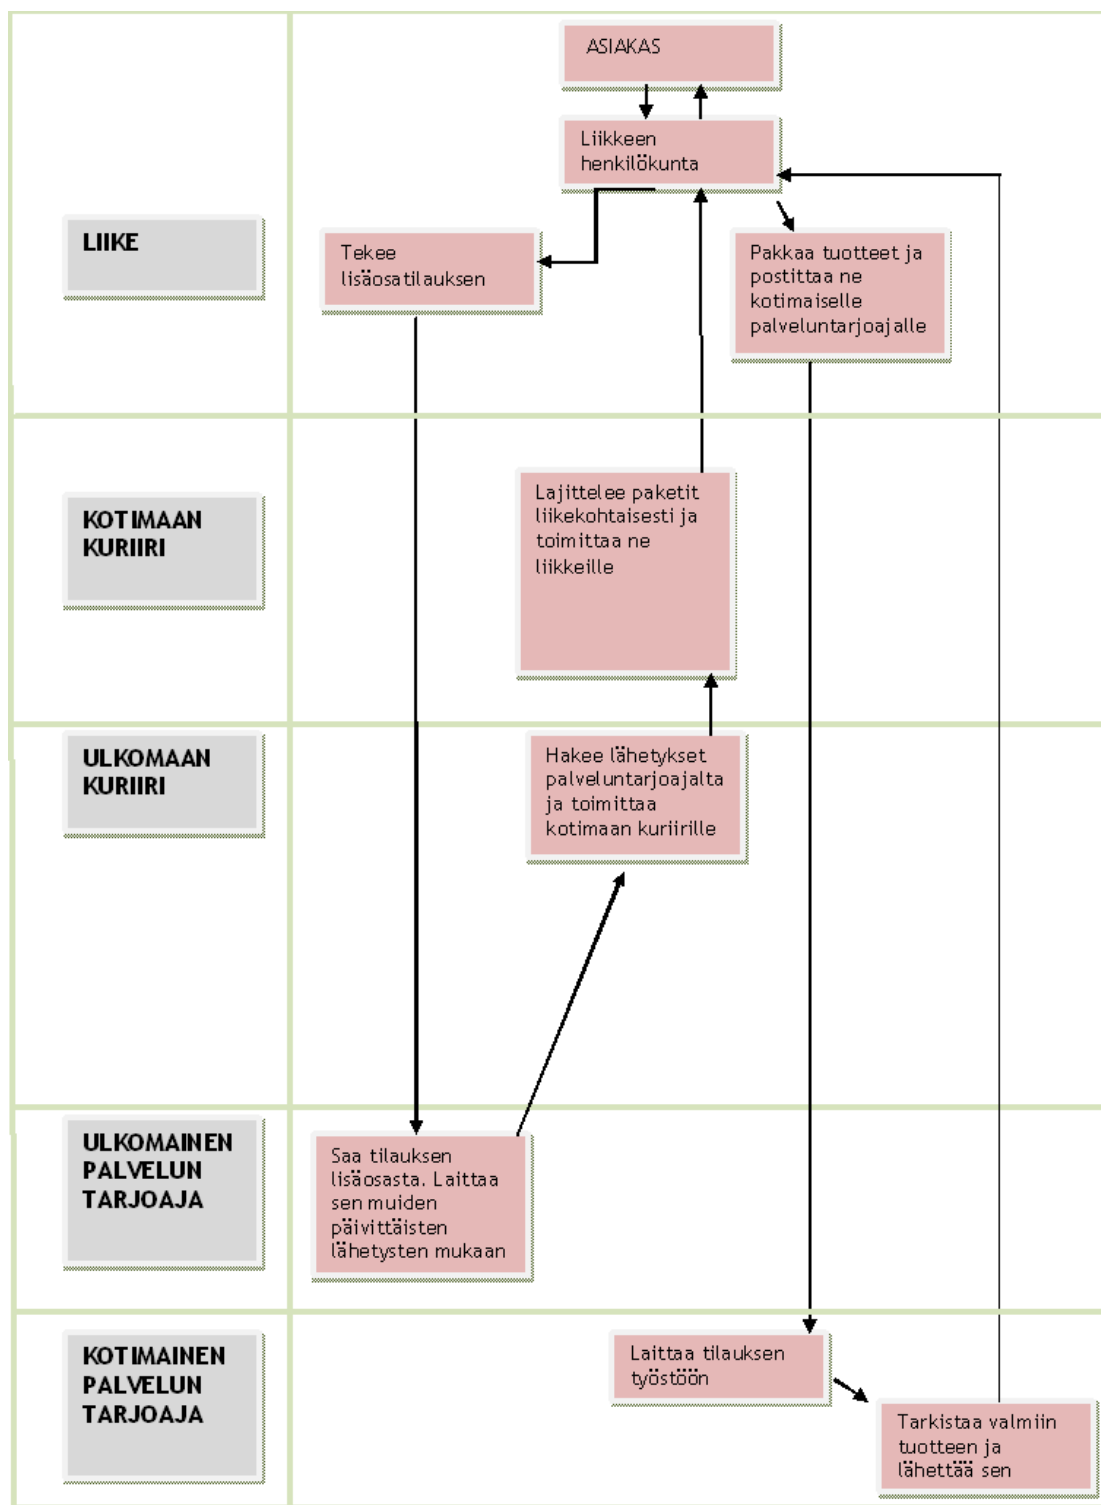 ASIAKAS
Liikkeen
henkilökunta
LIIKE
Tekee
lisäosatilauksen
Pakkaa tuotteet ja
postittaa ne
kotimaiselle
palveluntarjoajalle
KOTIMAAN
KURIIRI
Lajittelee paketit
liikekohtaisesti ja
toimittaa ne
liikkeille
ULKOMAAN
KURIIRI
Hakee lähetykset
palveluntarjoajalta
ja toimittaa
kotimaan kuriirille
ULKOMAINEN
PALVELUN
TARJOAJA
Saa tilauksen
lisäosasta. Laittaa
sen muiden
päivittäisten
lähetysten mukaan
KOTIMAINEN
PALVELUN
TARJOAJA
Laittaa tilauksen
työstöön
Tarkistaa valmiin
tuotteen ja
lähettää sen